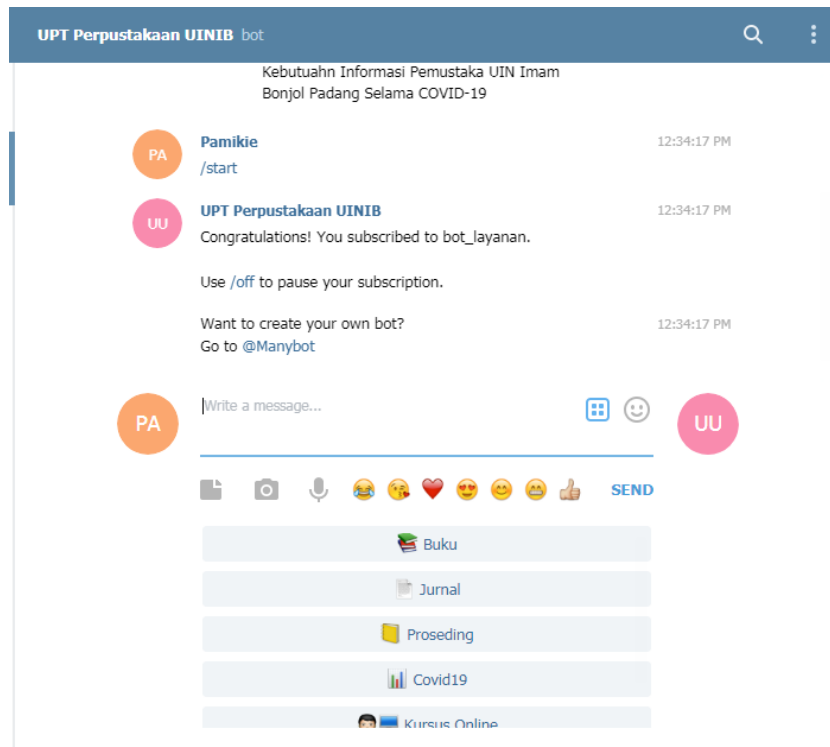 UPT Perpustakaan UINIB bot
Kebutuahn Informasi Pemustaka UIN Imam
Bonjol Padang Selama COVID-19
PA
Pamikie 12:34:17 PM
/start
UU
UPT Perpustakaan UINIB 12:34:17 PM
Congratulations! You subscribed to bot_layanan.
Use /off to pause your subscription.
Want to create your own bot? 12:34:17 PM
Go to @Manybot
PA
Write a message...
UU
SEND
Buku
Jurnal
Proseding
Covid19
Kursus Online